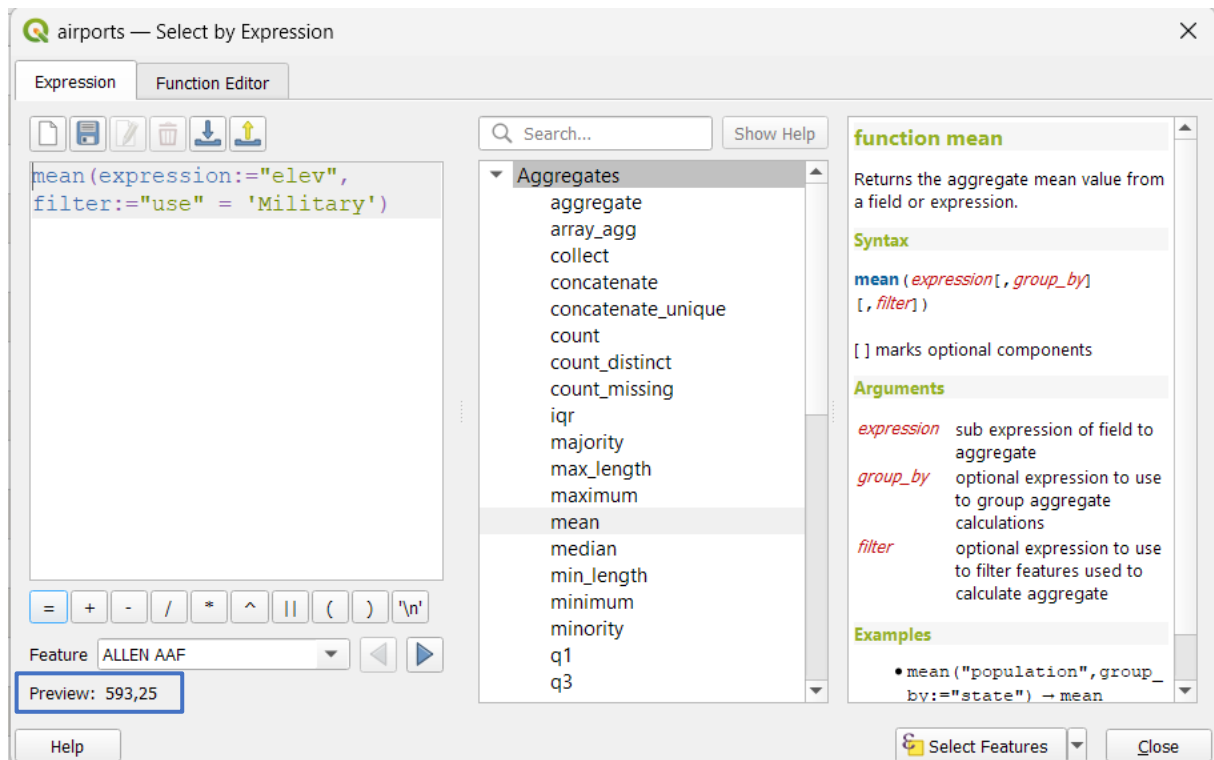 airports — Select by Expression
Expression
Function Editor
Search...
Show Help
mean(expression:="elev",
filter:="use" = 'Military')
= + - / * ^ || ( ) '\n'
Feature ALLEN AAF
Preview: 593,25
Aggregates
aggregate
array_agg
collect
concatenate
concatenate_unique
count
count_distinct
count_missing
iqr
majority
max_length
maximum
mean
median
min_length
minimum
minority
q1
q3
function mean
Returns the aggregate mean value from
a field or expression.
Syntax
mean(expression[,group_by]
[,filter])
[ ] marks optional components
Arguments
expression sub expression of field to
aggregate
group_by optional expression to use
to group aggregate
calculations
filter optional expression to use
to filter features used to
calculate aggregate
Examples
• mean("population",group_
by:="state") → mean
Help
Select Features
Close